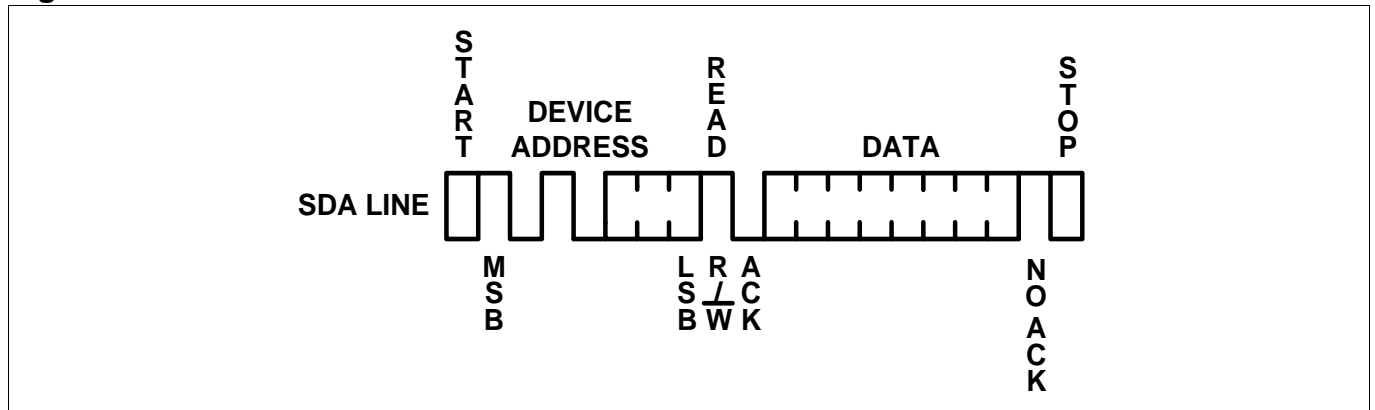 START
DEVICE
ADDRESS
READ
DATA
STOP
SDA LINE
MSB
LSB
R/W
ACK
NO ACK